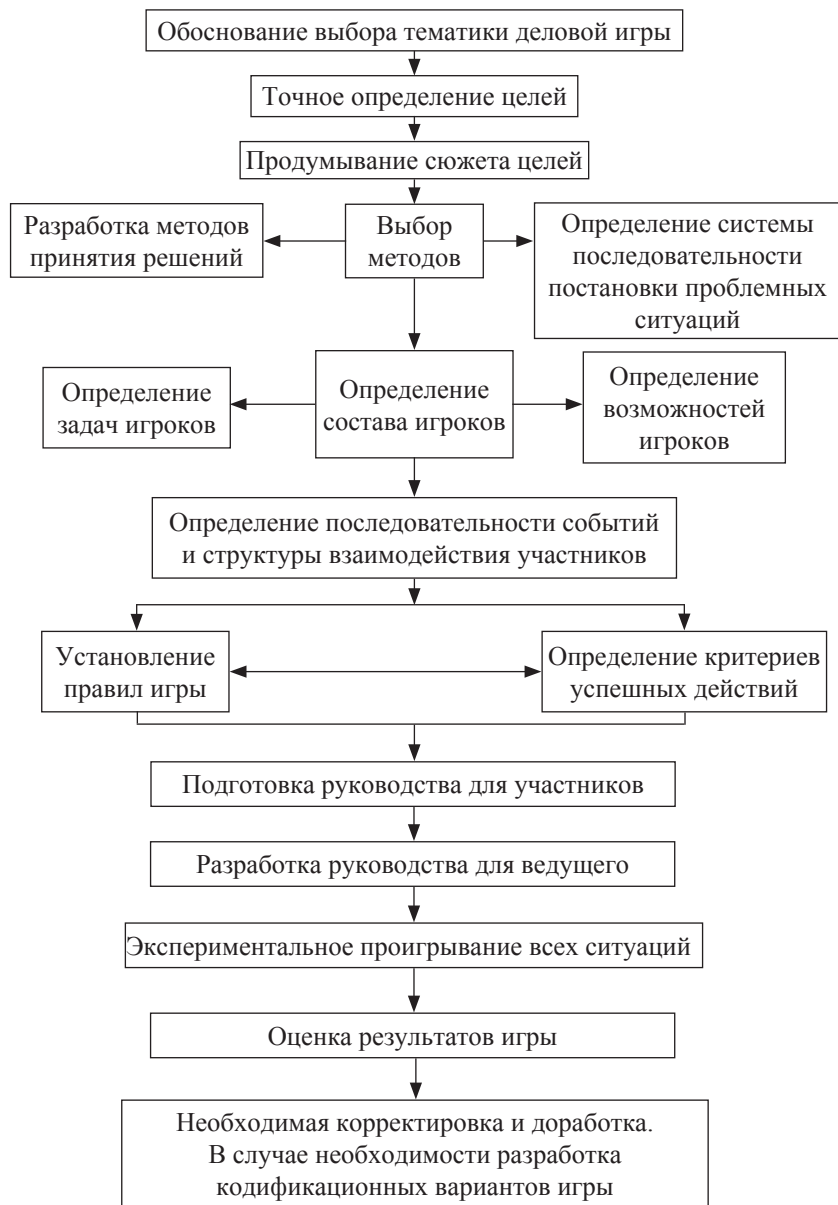 Обоснование выбора тематики деловой игры
Точное определение целей
Продумывание сюжета целей
Разработка методов
принятия решений
Выбор
методов
Определение системы
последовательности
постановки проблемных
ситуаций
Определение
задач игроков
Определение
состава игроков
Определение
возможностей
игроков
Определение последовательности событий
и структуры взаимодействия участников
Установление
правил игры
Определение критериев
успешных действий
Подготовка руководства для участников
Разработка руководства для ведущего
Экспериментальное проигрывание всех ситуаций
Оценка результатов игры
Необходимая корректировка и доработка.
В случае необходимости разработка
кодификационных вариантов игры